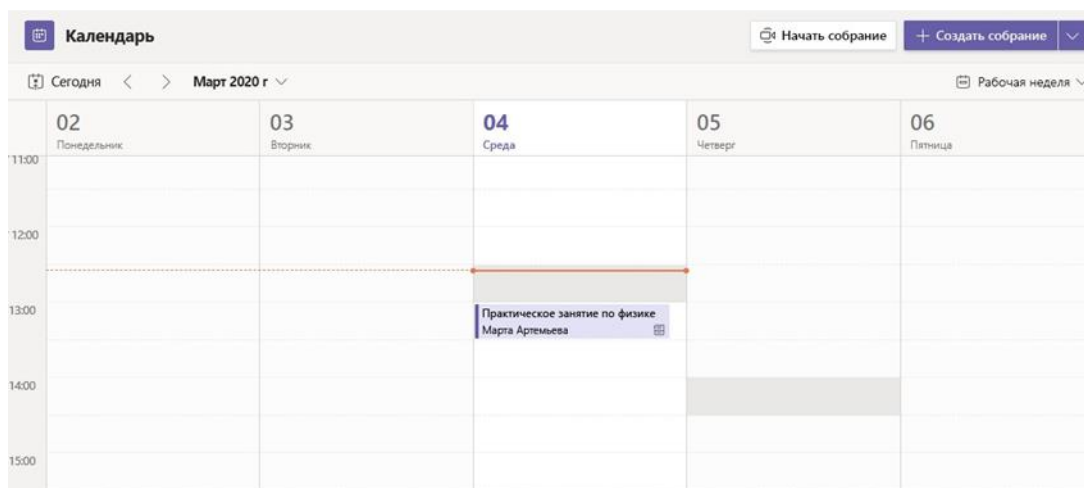 Календарь
Начать собрание
+ Создать собрание
Сегодня
Март 2020 г
Рабочая неделя
02
Понедельник
03
Вторник
04
Среда
05
Четверг
06
Пятница
11:00
12:00
13:00
Практическое занятие по физике
Марта Артемьева
14:00
15:00